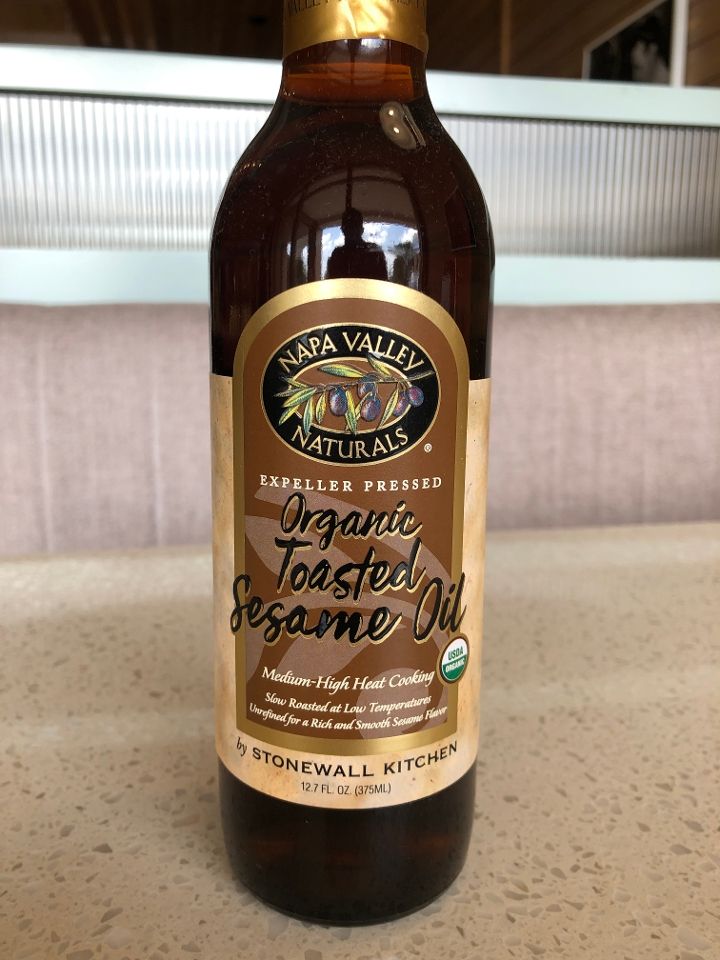 NAPA VALLEY
NATURALS
®
EXPELLER PRESSED
Organic
Toasted
Sesame Oil
USDA
ORGANIC
Medium-High Heat Cooking
Slow Roasted at Low Temperatures
Unrefined for a Rich and Smooth Sesame Flavor
by STONEWALL KITCHEN
12.7 FL. OZ. (375ML)